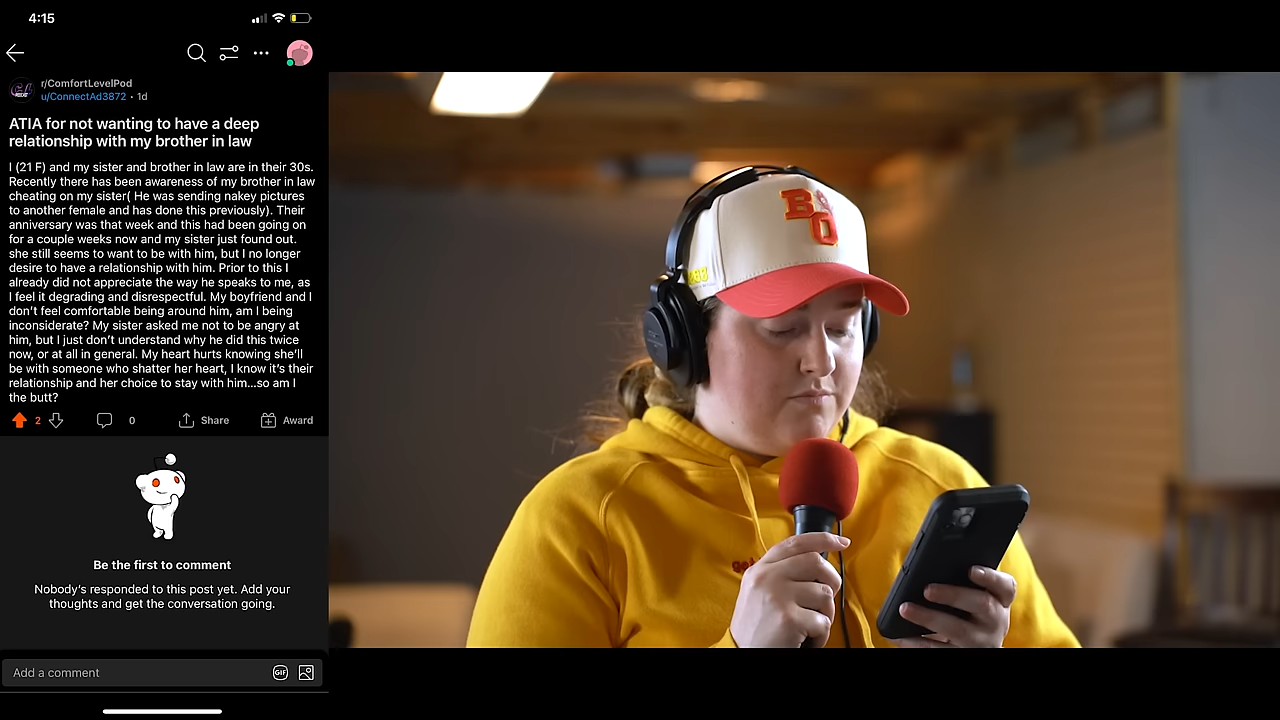 4:15
r/ComfortLevelPod
u/ConnectAd3872 • 1d
ATIA for not wanting to have a deep
relationship with my brother in law
I (21 F) and my sister and brother in law are in their 30s.
Recently there has been awareness of my brother in law
cheating on my sister( He was sending nakey pictures
to another female and has done this previously). Their
anniversary was that week and this had been going on
for a couple weeks now and my sister just found out.
she still seems to want to be with him, but I no longer
desire to have a relationship with him. Prior to this I
already did not appreciate the way he speaks to me, as
I feel it degrading and disrespectful. My boyfriend and I
don't feel comfortable being around him, am I being
inconsiderate? My sister asked me not to be angry at
him, but I just don't understand why he did this twice
now, or at all in general. My heart hurts knowing she'll
be with someone who shatter her heart, I know it's their
relationship and her choice to stay with him...so am I
the butt?
2
0
Share
Award
Be the first to comment
Nobody's responded to this post yet. Add your
thoughts and get the conversation going.
Add a comment
GIF
B
O